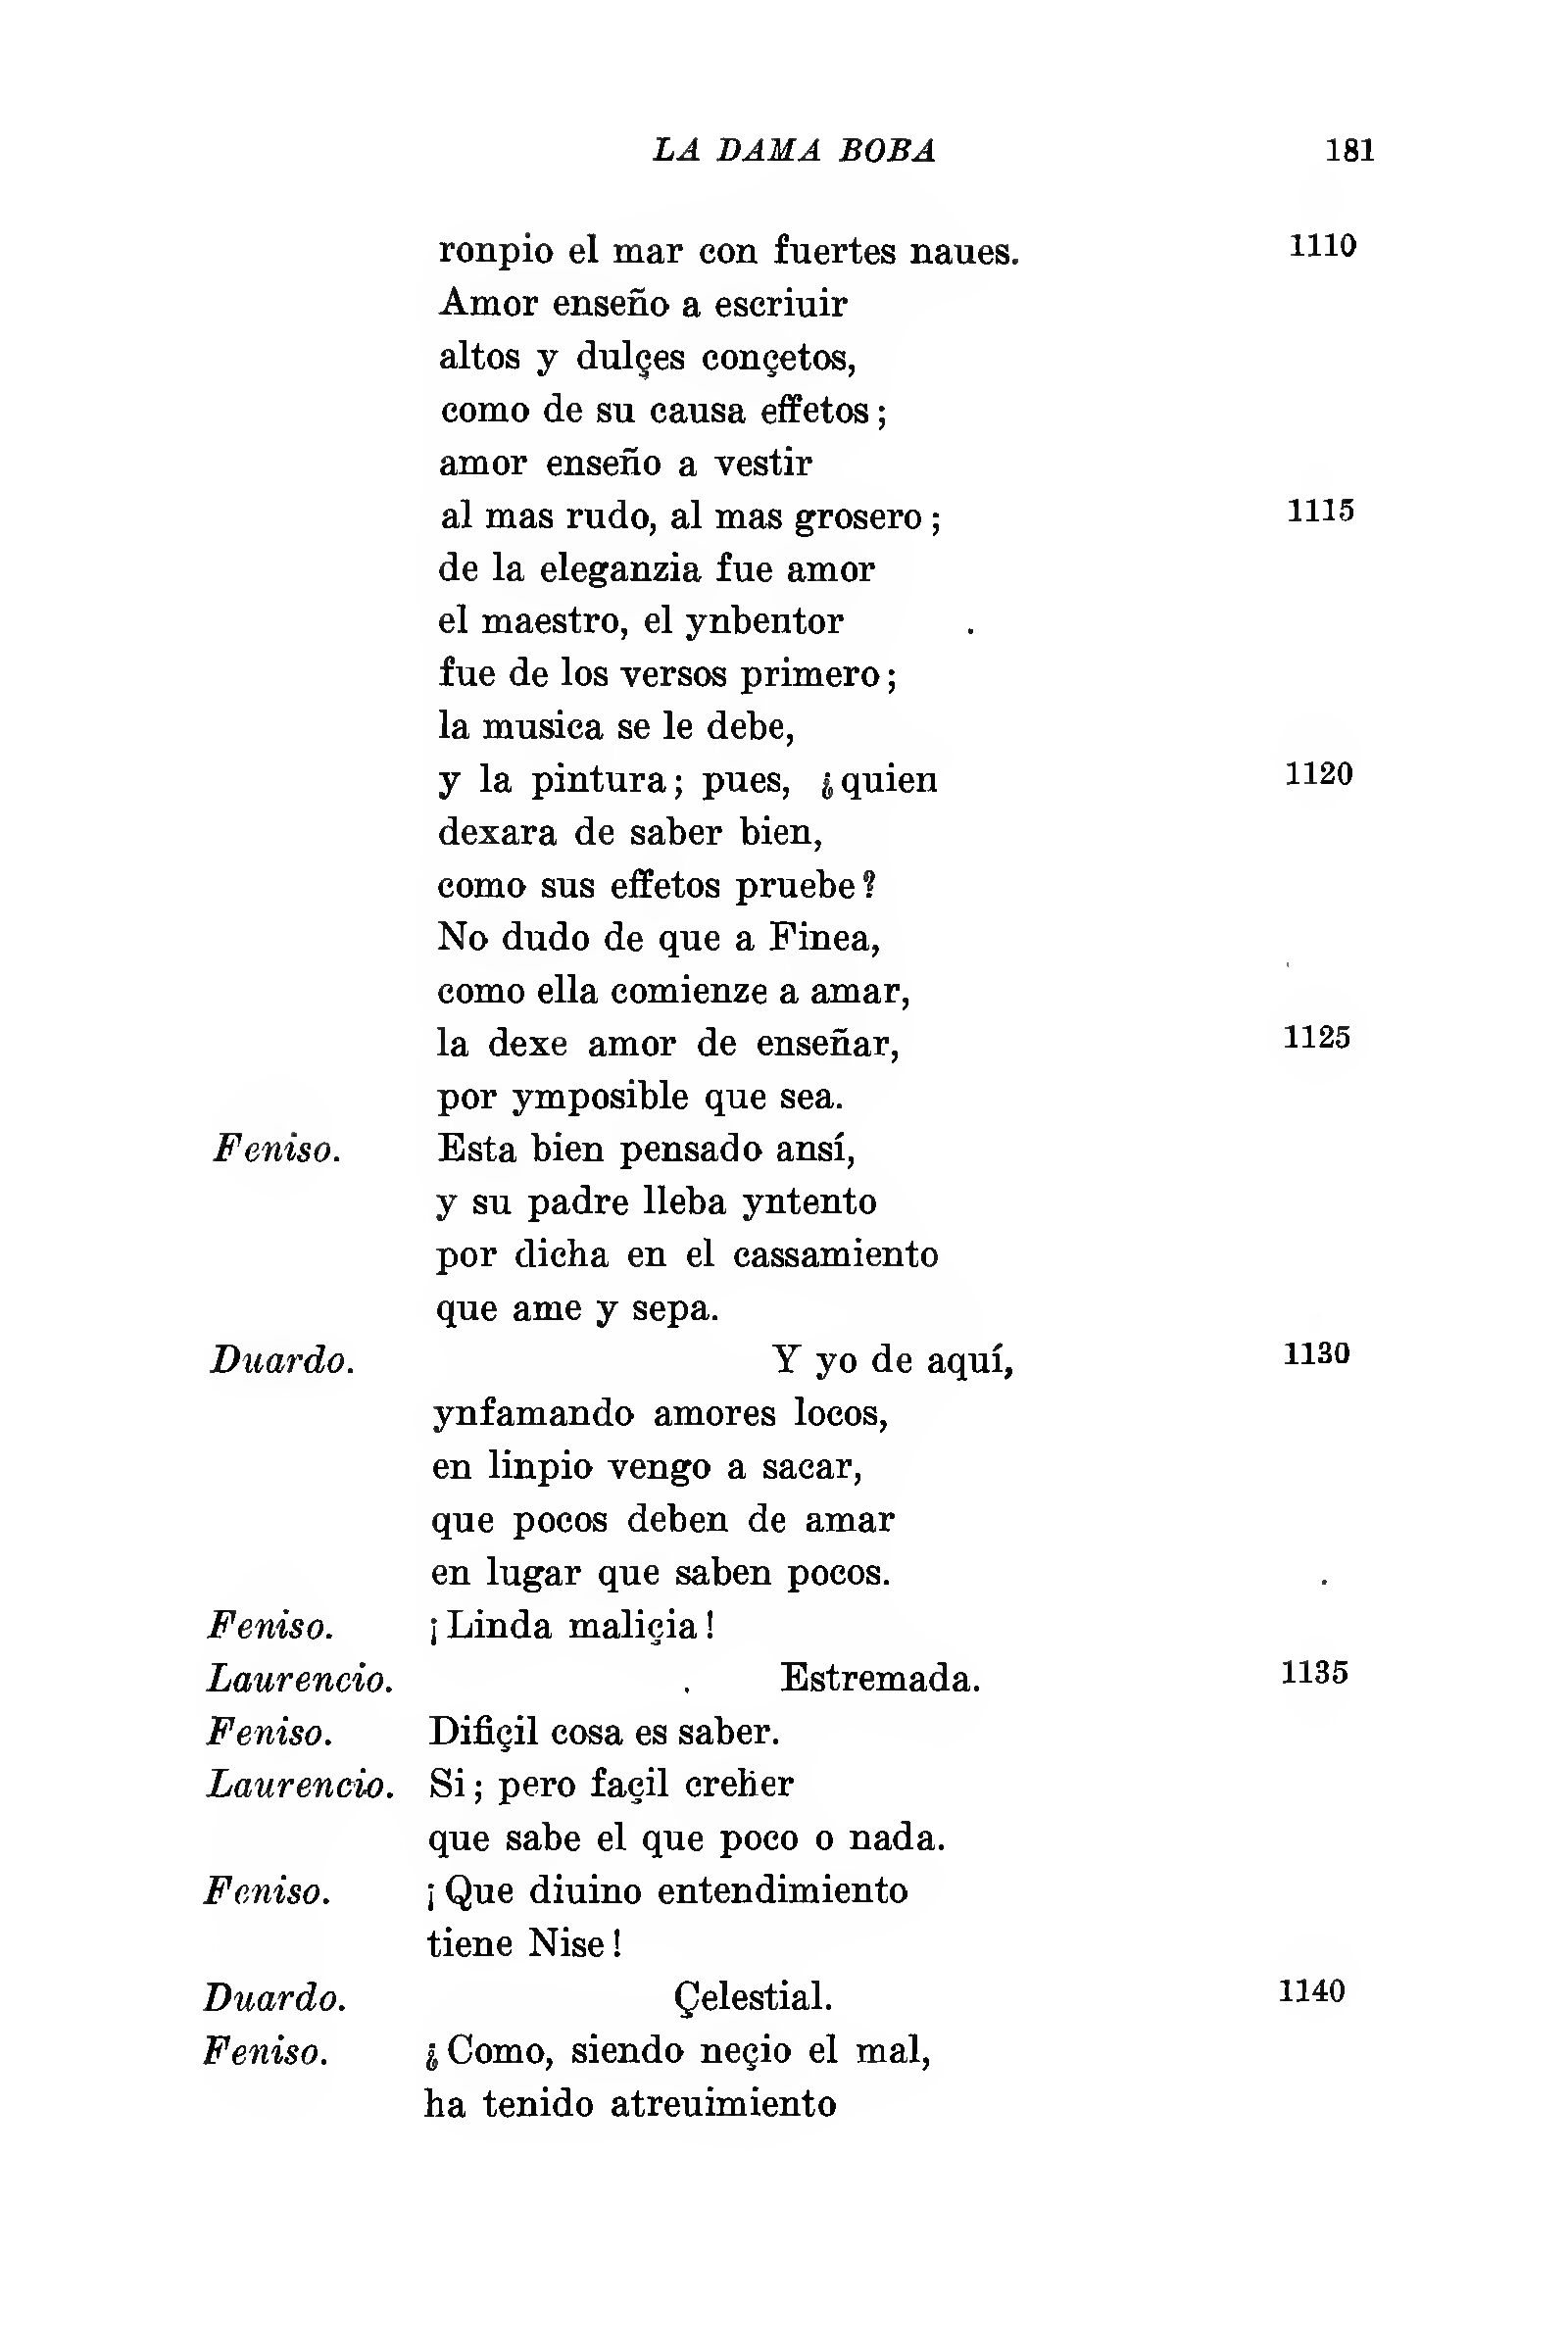 LA DAMA BOBA 181
ronpio el mar con fuertes naues. 1110
Amor enseño a escriuir
altos y dulçes conçetos,
como de su causa effetos;
amor enseño a vestir
al mas rudo, al mas grosero; 1115
de la eleganzia fue amor
el maestro, el ynbentor
fue de los versos primero;
la musica se le debe,
y la pintura; pues, ¿quien 1120
dexara de saber bien,
como sus effetos pruebe?
No dudo de que a Finea,
como ella comienze a amar,
la dexe amor de enseñar, 1125
por ymposible que sea.
Feniso. Esta bien pensado ansí,
y su padre lleba yntento
por dicha en el cassamiento
que ame y sepa.
Duardo. Y yo de aquí, 1130
ynfamando amores locos,
en linpio vengo a sacar,
que pocos deben de amar
en lugar que saben pocos.
Feniso. ¡Linda maliçia!
Laurencio. Estremada. 1135
Feniso. Difiçil cosa es saber.
Laurencio. Si; pero façil creher
que sabe el que poco o nada.
Feniso. ¡Que diuino entendimiento
tiene Nise!
Duardo. Çelestial. 1140
Feniso. ¿Como, siendo neçio el mal,
ha tenido atreuimiento